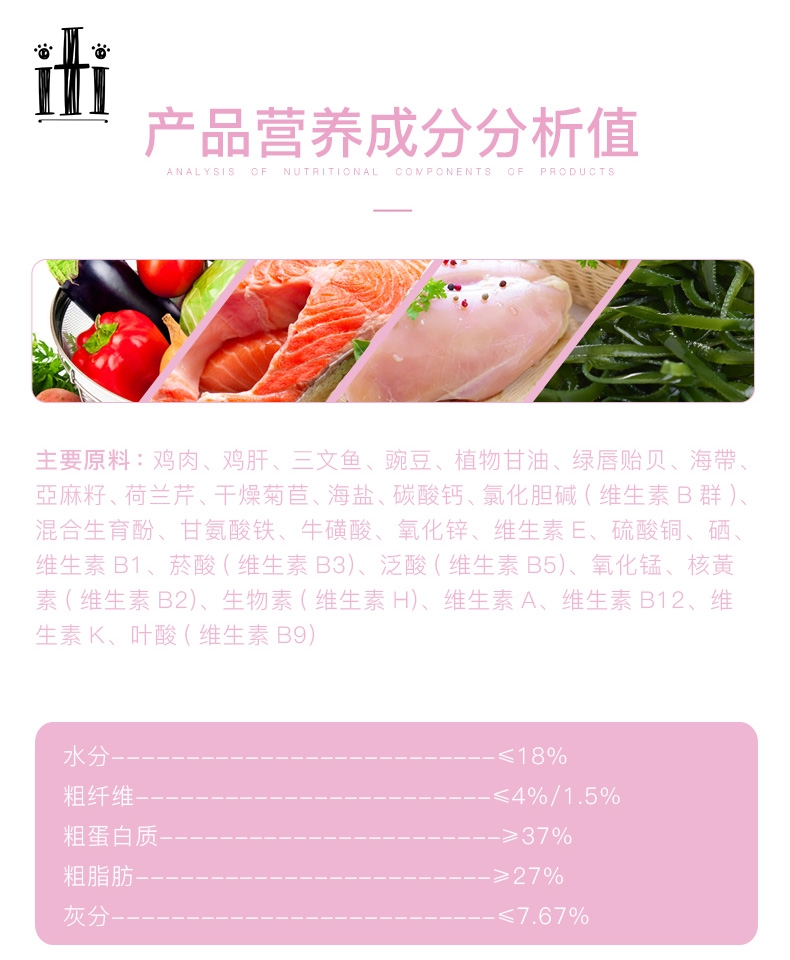 产品营养成分分析值
ANALYSIS OF NUTRITIONAL COMPONENTS OF PRODUCTS
主要原料：鸡肉、鸡肝、三文鱼、豌豆、植物甘油、绿唇贻贝、海帶、
亞麻籽、荷兰芹、干燥菊苣、海盐、碳酸钙、氯化胆碱 ( 维生素 B 群 )、
混合生育酚、甘氨酸铁、牛磺酸、氧化锌、维生素 E、硫酸铜、硒、
维生素 B1、菸酸 ( 维生素 B3)、泛酸 ( 维生素 B5)、氧化锰、核黃
素 ( 维生素 B2)、生物素 ( 维生素 H)、维生素 A、维生素 B12、维
生素 K、叶酸 ( 维生素 B9)
水分--------------------------≤18%
粗纤维------------------------≤4%/1.5%
粗蛋白质-----------------------≥37%
粗脂肪------------------------≥27%
灰分--------------------------≤7.67%